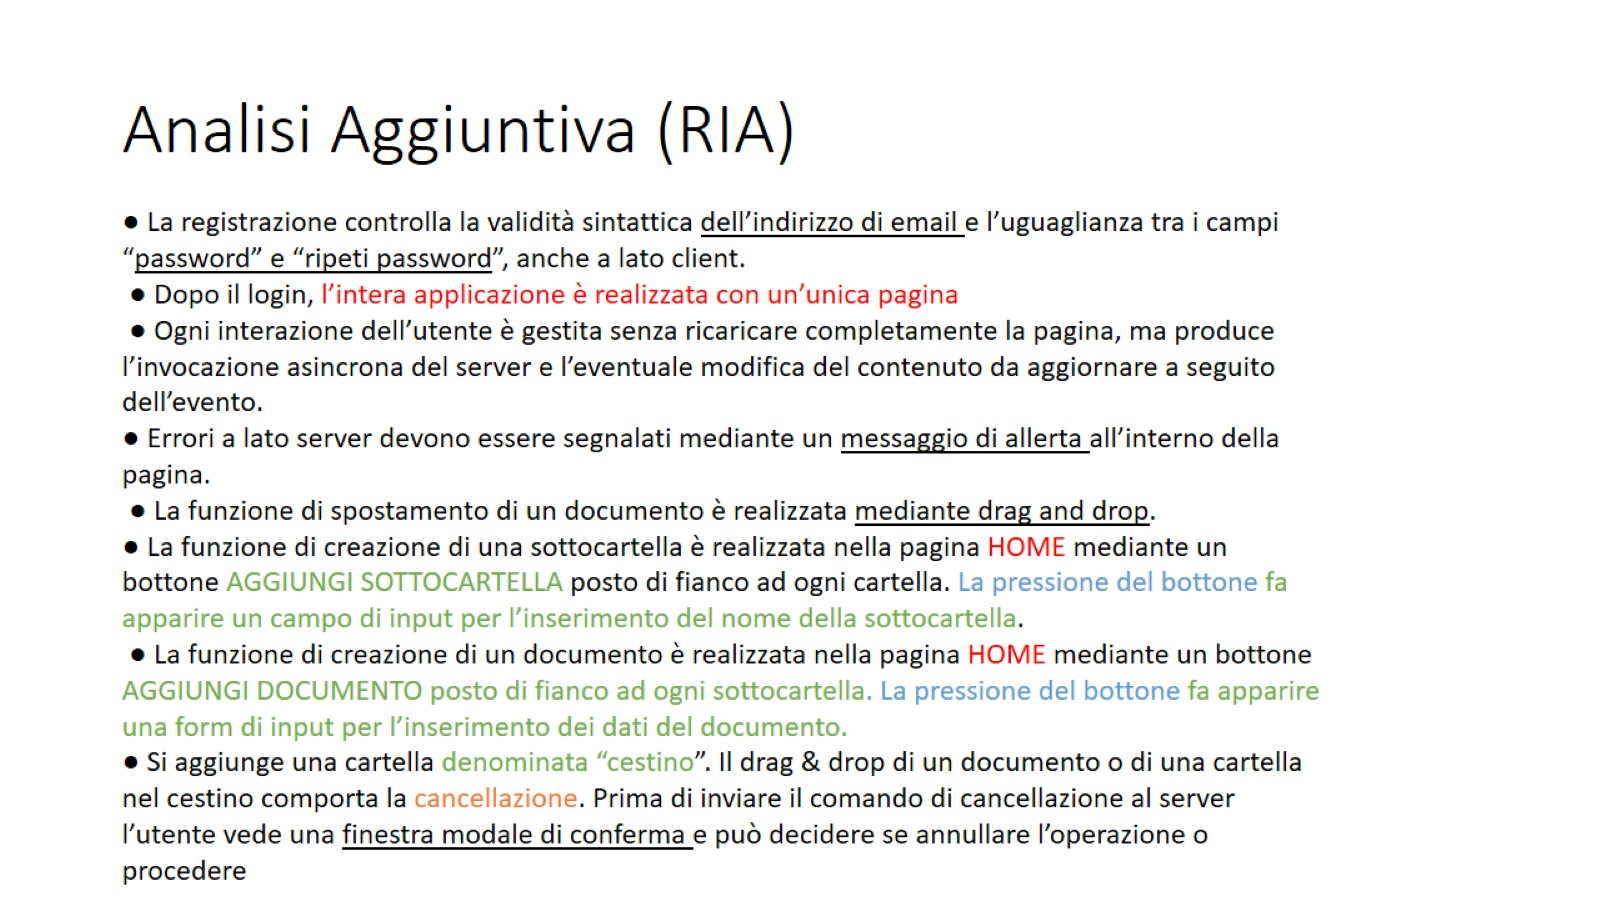 Analisi Aggiuntiva (RIA)
● La registrazione controlla la validità sintattica dell’indirizzo di email e l’uguaglianza tra i campi
“password” e “ripeti password”, anche a lato client.
● Dopo il login, l’intera applicazione è realizzata con un’unica pagina
● Ogni interazione dell’utente è gestita senza ricaricare completamente la pagina, ma produce
l’invocazione asincrona del server e l’eventuale modifica del contenuto da aggiornare a seguito
dell’evento.
● Errori a lato server devono essere segnalati mediante un messaggio di allerta all’interno della
pagina.
● La funzione di spostamento di un documento è realizzata mediante drag and drop.
● La funzione di creazione di una sottocartella è realizzata nella pagina HOME mediante un
bottone AGGIUNGI SOTTOCARTELLA posto di fianco ad ogni cartella. La pressione del bottone fa
apparire un campo di input per l’inserimento del nome della sottocartella.
● La funzione di creazione di un documento è realizzata nella pagina HOME mediante un bottone
AGGIUNGI DOCUMENTO posto di fianco ad ogni sottocartella. La pressione del bottone fa apparire
una form di input per l’inserimento dei dati del documento.
● Si aggiunge una cartella denominata “cestino”. Il drag & drop di un documento o di una cartella
nel cestino comporta la cancellazione. Prima di inviare il comando di cancellazione al server
l’utente vede una finestra modale di conferma e può decidere se annullare l’operazione o
procedere